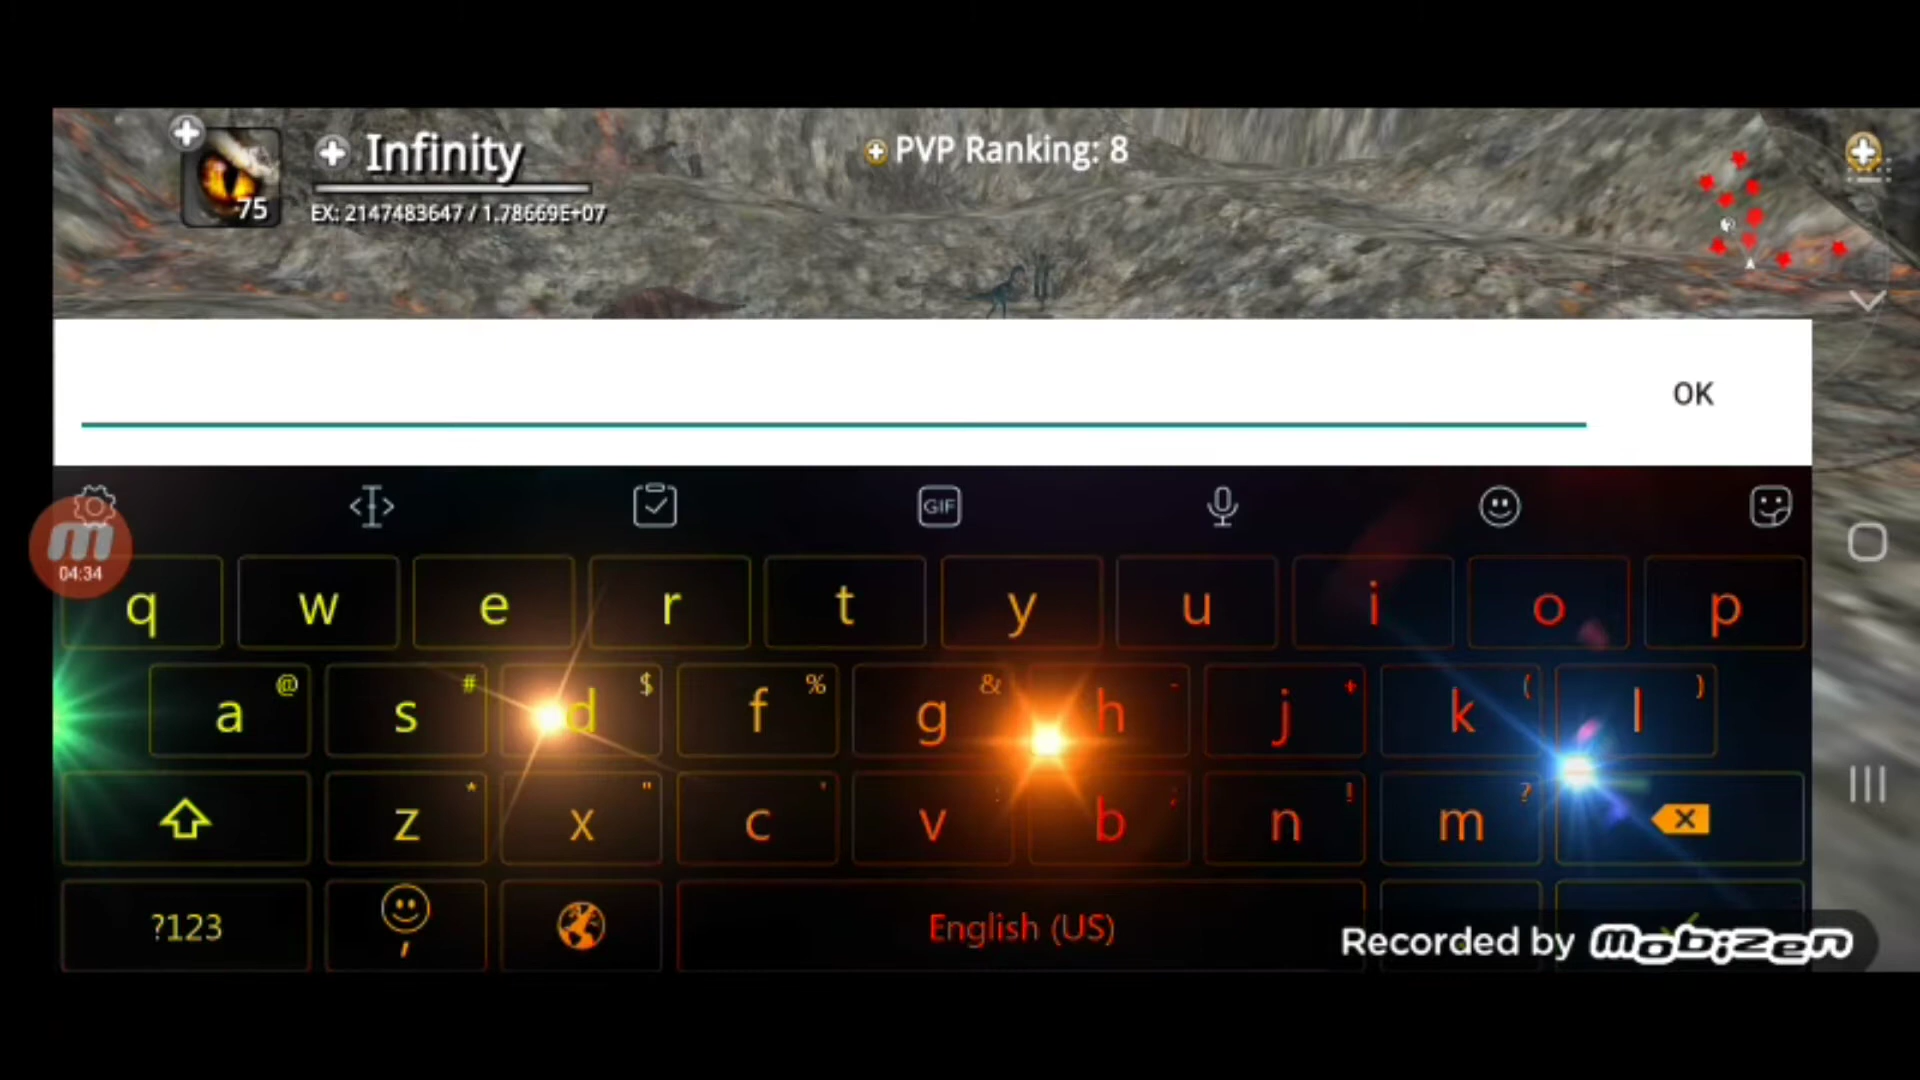 Infinity
PVP Ranking: 8
75
EX: 2147483647 / 1.78669E+07
OK
GIF
m
04:34
q w e r t y u i o p
@ # $ % & - + ( )
a s d f g h j k l
* " ' : ; ! ?
z x c v b n m
?123 , English (US)
Recorded by mobizen